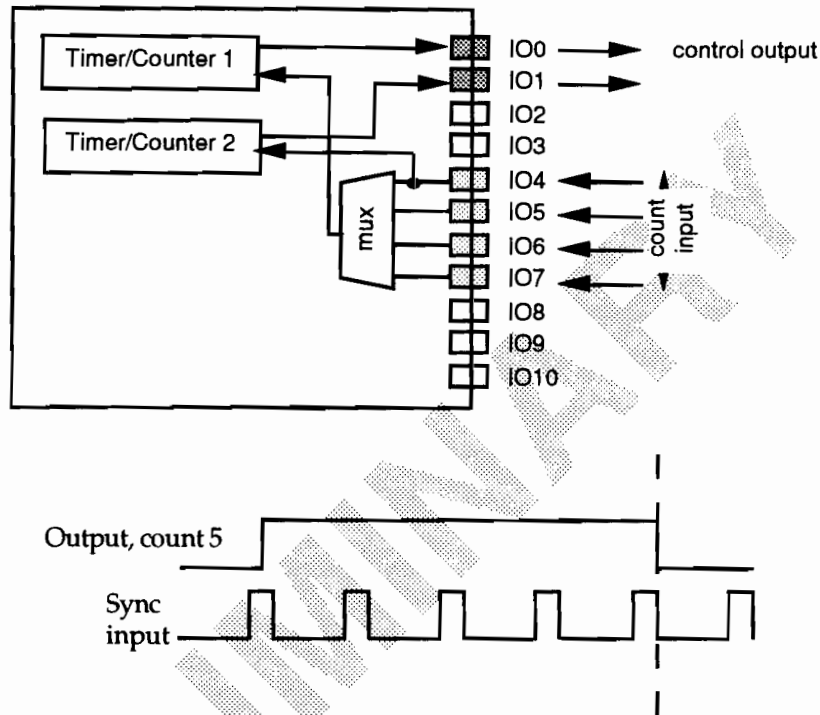 Timer/Counter 1
Timer/Counter 2
mux
IO0
control output
IO1
IO2
IO3
IO4
IO5
IO6
IO7
count
input
IO8
IO9
IO10
IMINARY
Output, count 5
Sync
input